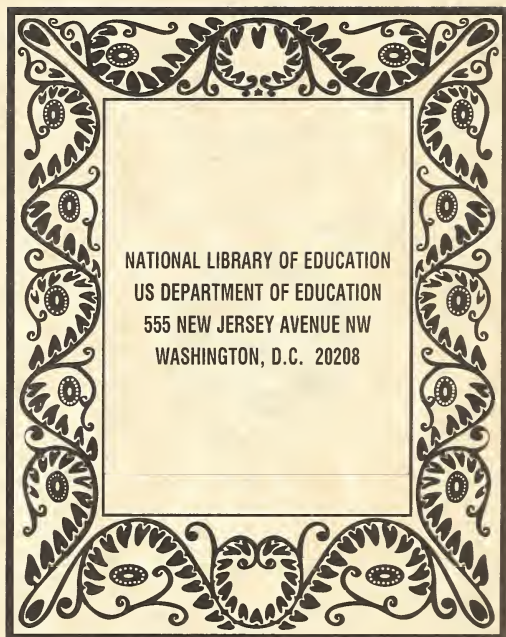 NATIONAL LIBRARY OF EDUCATION
US DEPARTMENT OF EDUCATION
555 NEW JERSEY AVENUE NW
WASHINGTON, D.C. 20208